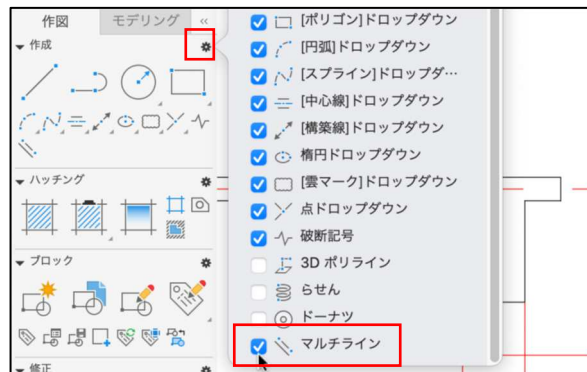 作図 モデリング <<
作成
ハッチング
ブロック
修正
[ポリゴン]ドロップダウン
[円弧]ドロップダウン
[スプライン]ドロップダ…
[中心線]ドロップダウン
[構築線]ドロップダウン
楕円ドロップダウン
[雲マーク]ドロップダウン
点ドロップダウン
破断記号
3D ポリライン
らせん
ドーナツ
マルチライン